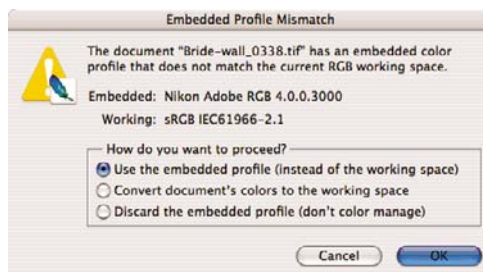 Embedded Profile Mismatch
The document "Bride-wall_0338.tif" has an embedded color
profile that does not match the current RGB working space.
Embedded: Nikon Adobe RGB 4.0.0.3000
Working: sRGB IEC61966-2.1
How do you want to proceed?
Use the embedded profile (instead of the working space)
Convert document's colors to the working space
Discard the embedded profile (don't color manage)
Cancel OK